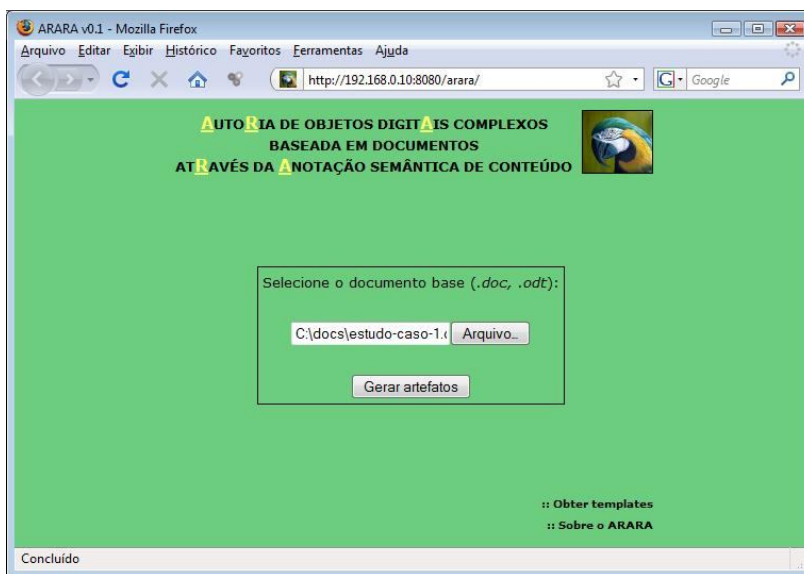 ARARA v0.1 - Mozilla Firefox
Arquivo Editar Exibir Histórico Favoritos Ferramentas Ajuda
http://192.168.0.10:8080/arara/ G Google
AUTORIA DE OBJETOS DIGITAIS COMPLEXOS
BASEADA EM DOCUMENTOS
ATRAVÉS DA ANOTAÇÃO SEMÂNTICA DE CONTEÚDO
Selecione o documento base (.doc, .odt):
C:\docs\estudo-caso-1. Arquivo...
Gerar artefatos
:: Obter templates
:: Sobre o ARARA
Concluído